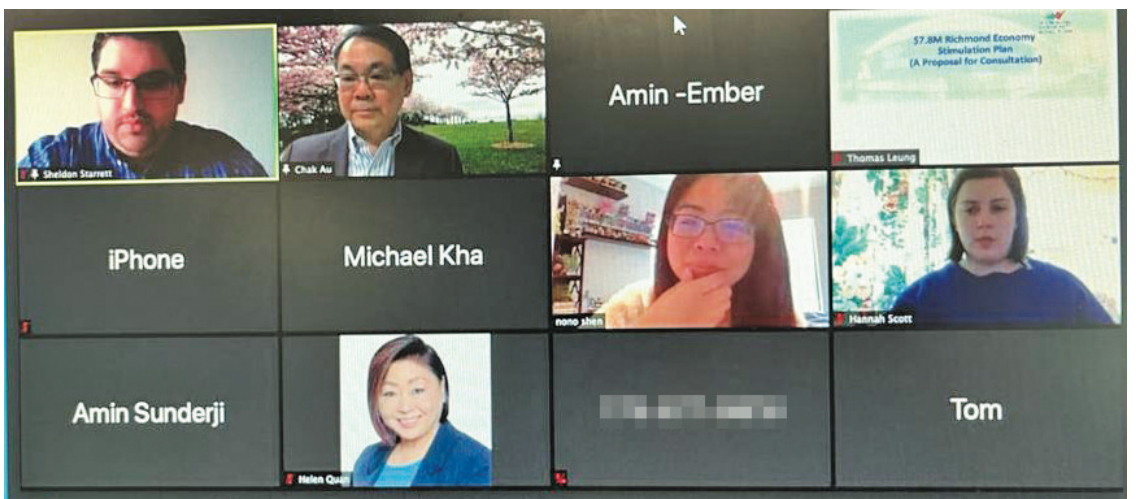 Sheldon Starrett
Chak Au
Amin -Ember
$7.8M Richmond Economy
Stimulation Plan
(A Proposal for Consultation)
Thomas Leung
iPhone
Michael Kha
nono shen
Hannah Scott
Amin Sunderji
Helen Quan
Tom